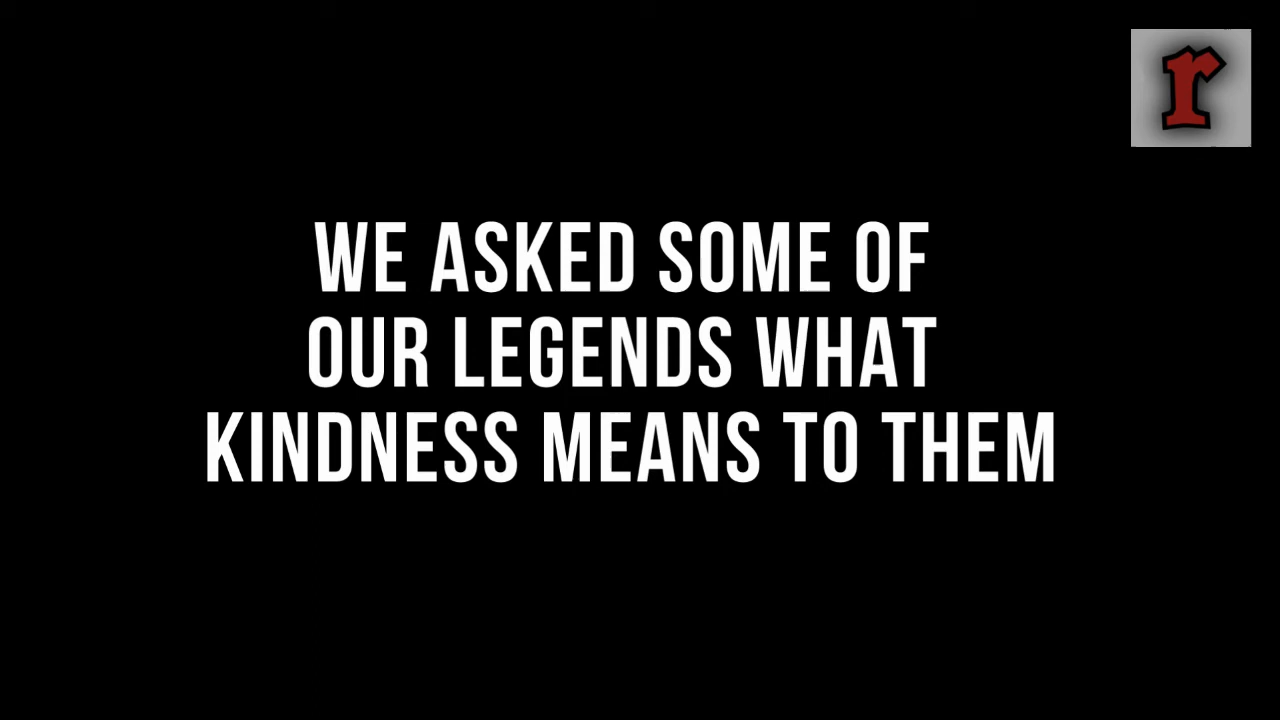 r
WE ASKED SOME OF
OUR LEGENDS WHAT
KINDNESS MEANS TO THEM